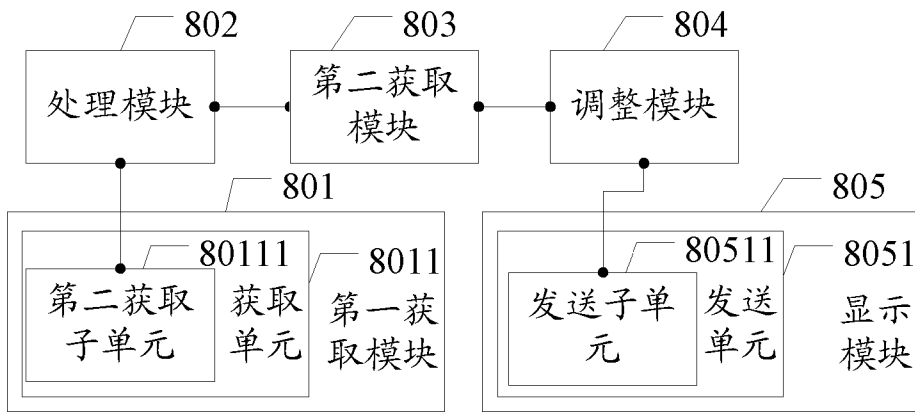 802
803
804
处理模块
第二获取
模块
调整模块
801
805
80111
8011
80511
8051
第二获取
子单元
获取
单元
第一获
取模块
发送子单
元
发送
单元
显示
模块